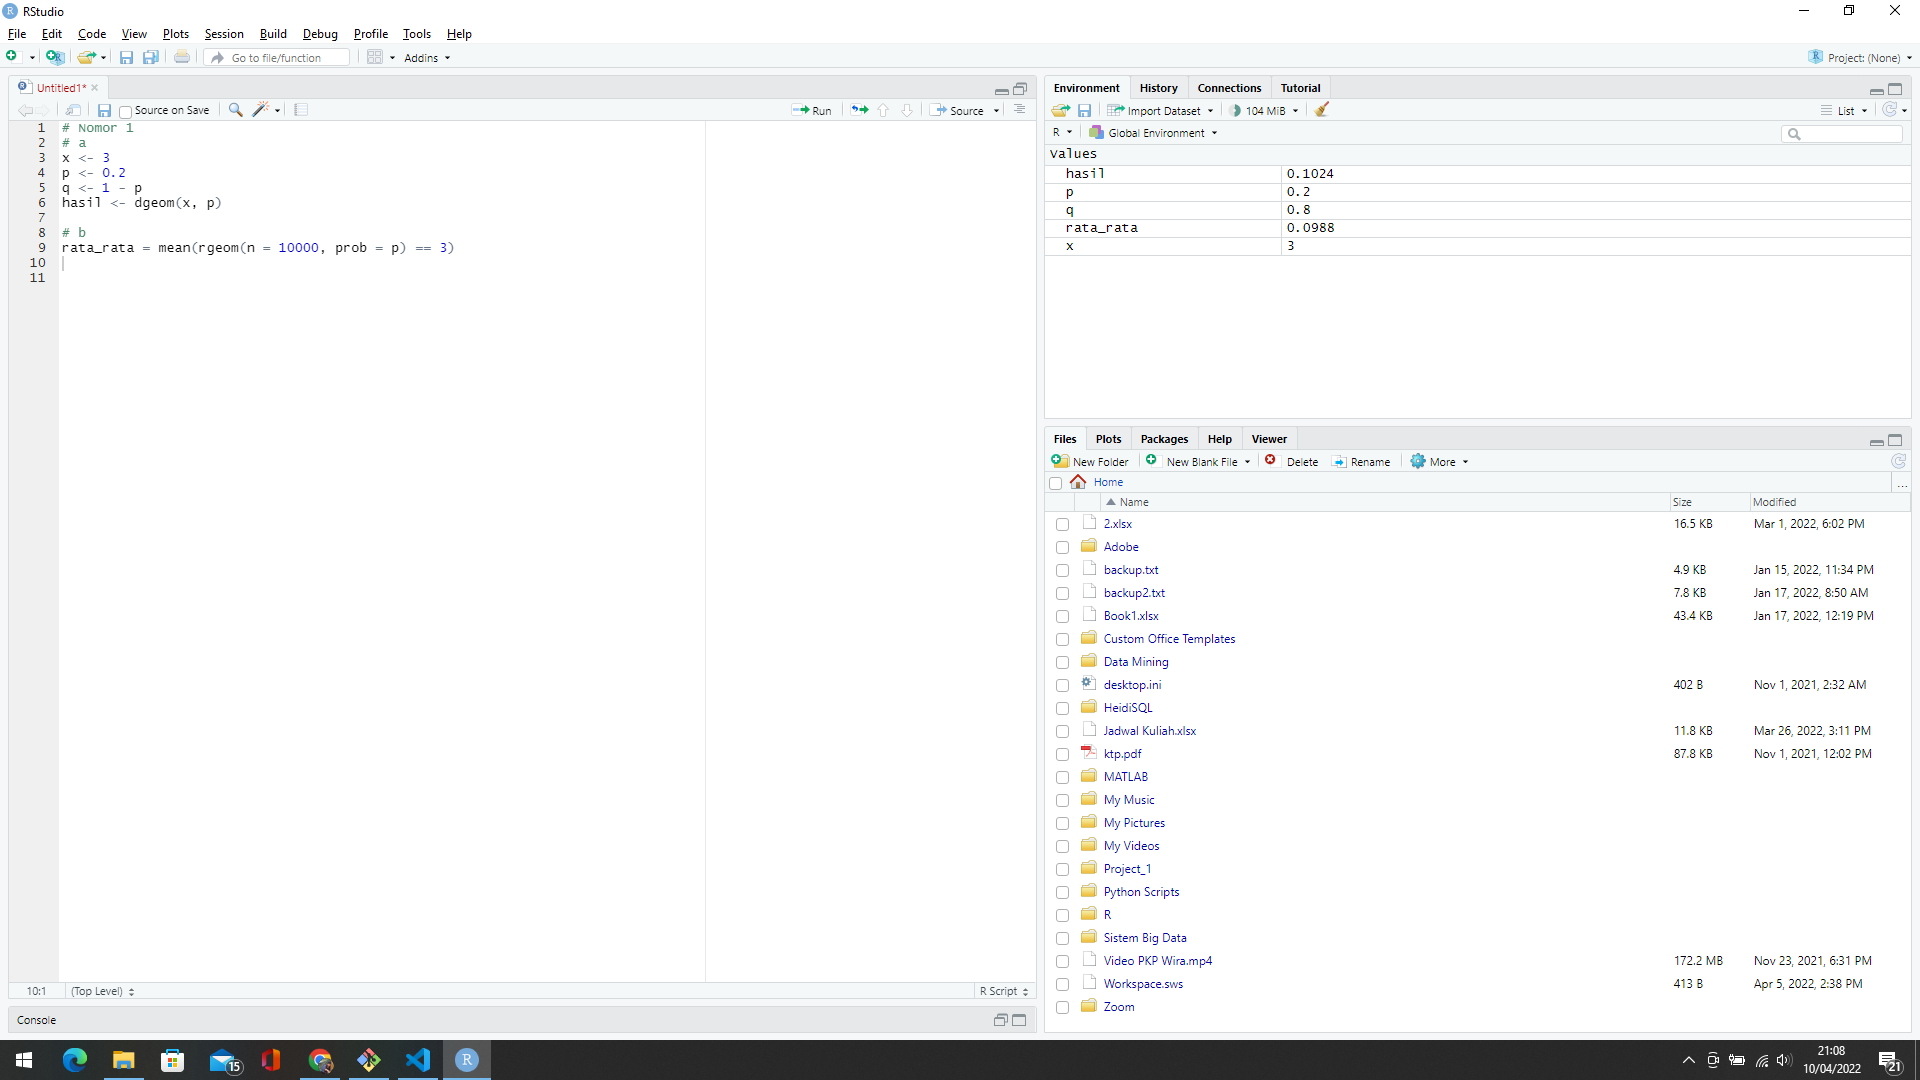 RStudio
File Edit Code View Plots Session Build Debug Profile Tools Help
Go to file/function Addins Project: (None)
Untitled1*
Source on Save Run Source
1 # Nomor 1
2 # a
3 x <- 3
4 p <- 0.2
5 q <- 1 - p
6 hasil <- dgeom(x, p)
7
8 # b
9 rata_rata = mean(rgeom(n = 10000, prob = p) == 3)
10
11
10:1 (Top Level) R Script
Console
Environment History Connections Tutorial
Import Dataset 104 MiB List
R Global Environment
Values
hasil 0.1024
p 0.2
q 0.8
rata_rata 0.0988
x 3
Files Plots Packages Help Viewer
New Folder New Blank File Delete Rename More
Home ...
Name Size Modified
2.xlsx 16.5 KB Mar 1, 2022, 6:02 PM
Adobe
backup.txt 4.9 KB Jan 15, 2022, 11:34 PM
backup2.txt 7.8 KB Jan 17, 2022, 8:50 AM
Book1.xlsx 43.4 KB Jan 17, 2022, 12:19 PM
Custom Office Templates
Data Mining
desktop.ini 402 B Nov 1, 2021, 2:32 AM
HeidiSQL
Jadwal Kuliah.xlsx 11.8 KB Mar 26, 2022, 3:11 PM
ktp.pdf 87.8 KB Nov 1, 2021, 12:02 PM
MATLAB
My Music
My Pictures
My Videos
Project_1
Python Scripts
R
Sistem Big Data
Video PKP Wira.mp4 172.2 MB Nov 23, 2021, 6:31 PM
Workspace.sws 413 B Apr 5, 2022, 2:38 PM
Zoom
15 R 21:08
10/04/2022 21